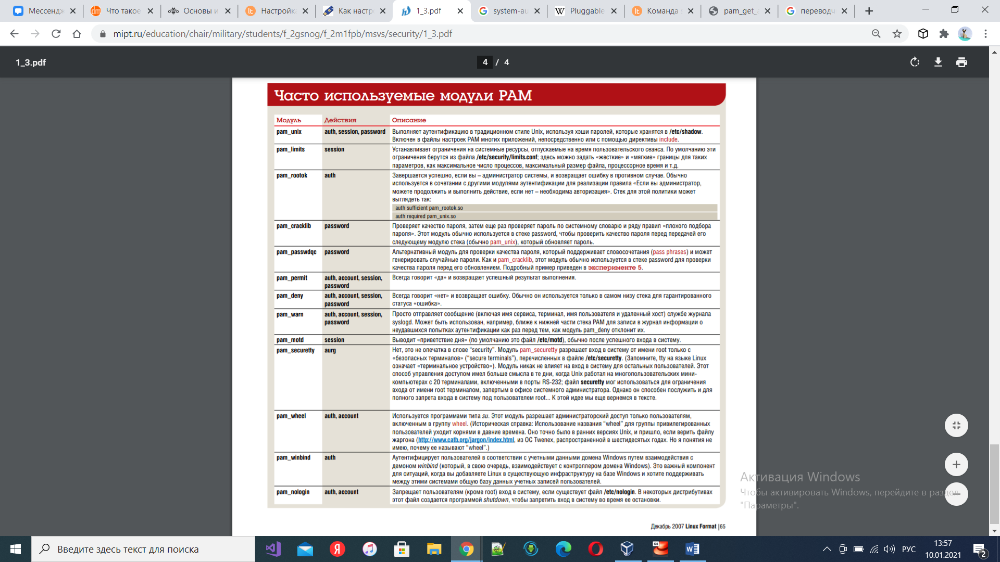 Мессендж
Что такое
Основы и
Настройк
Как настр
1_3.pdf
system-au
Pluggable
Команда s
pam_get_a
переводч
mipt.ru/education/chair/military/students/f_2gsnog/f_2m1fpb/msvs/security/1_3.pdf
1_3.pdf
4 / 4
Часто используемые модули PAM
Модуль Действия Описание
pam_unix auth, session, password Выполняет аутентификацию в традиционном стиле Unix, используя хэши паролей, которые хранятся в /etc/shadow.
Включен в файлы настроек PAM многих приложений, непосредственно или с помощью директивы include.
pam_limits session Устанавливает ограничения на системные ресурсы, отпускаемые на время пользовательского сеанса. По умолчанию эти
ограничения берутся из файла /etc/security/limits.conf; здесь можно задать «жесткие» и «мягкие» границы для таких
параметров, как максимальное число процессов, максимальный размер файла, процессорное время и т.д.
pam_rootok auth Завершается успешно, если вы – администратор системы, и возвращает ошибку в противном случае. Обычно
используется в сочетании с другими модулями аутентификации для реализации правила «Если вы администратор,
можете продолжить и выполнить действие, если нет – необходима авторизация». Стек для этой политики может
выглядеть так:
auth sufficient pam_rootok.so
auth required pam_unix.so
pam_cracklib password Проверяет качество пароля, затем еще раз проверяет пароль по системному словарю и ряду правил «плохого подбора
пароля». Этот модуль обычно используется в стеке password, чтобы проверить качество пароля перед передачей его
следующему модулю стека (обычно pam_unix), который обновляет пароль.
pam_passwdqc password Альтернативный модуль для проверки качества пароля, который поддерживает словосочетания (pass phrases) и может
генерировать случайные пароли. Как и pam_cracklib, этот модуль обычно используется в стеке password для проверки
качества пароля перед его обновлением. Подробный пример приведен в эксперименте 5.
pam_permit auth, account, session, Всегда говорит «да» и возвращает успешный результат выполнения.
password
pam_deny auth, account, session, Всегда говорит «нет» и возвращает ошибку. Обычно он используется только в самом низу стека для гарантированного
password статуса «ошибка».
pam_warn auth, account, session, Просто отправляет сообщение (включая имя сервиса, терминал, имя пользователя и удаленный хост) службе журнала
password syslogd. Может быть использован, например, ближе к нижней части стека PAM для записи в журнал информации о
неудавшихся попытках аутентификации как раз перед тем, как модуль pam_deny отклонит их.
pam_motd session Выводит «приветствие дня» (по умолчанию это файл /etc/motd), обычно после успешного входа в систему.
pam_securetty aurg Нет, это не опечатка в слове “security”. Модуль pam_securetty разрешает вход в систему от имени root только с
«безопасных терминалов» (“secure terminals”), перечисленных в файле /etc/securetty. (Запомните, tty на языке Linux
означает «терминальное устройство»). Модуль никак не влияет на вход в систему для остальных пользователей. Этот
способ управления доступом имел больше смысла в те дни, когда Unix работал на многопользовательских мини-
компьютерах с 20 терминалами, включенными в порты RS-232; файл securetty мог использоваться для ограничения
входа от имени root терминалом, запертым в офисе системного администратора. Однако он способен послужить и для
полного запрета входа в систему под пользователем root... К этой идее мы еще вернемся в тексте.
pam_wheel auth, account Используется программами типа su. Этот модуль разрешает администраторский доступ только пользователям,
включенным в группу wheel. (Историческая справка: Использование названия “wheel” для группы привилегированных
пользователей уходит корнями в давние времена. Оно точно было в ранних версиях Unix, и пришло, если верить файлу
жаргона (http://www.catb.org/jargon/index.html, из ОС Twenex, распространенной в шестидесятых годах. Но я понятия не
имею, почему ее называют “wheel”.)
pam_winbind auth Аутентифицирует пользователей в соответствии с учетными данными домена Windows путем взаимодействия с
демоном winbind (который, в свою очередь, взаимодействует с контроллером домена Windows). Это важный компонент
для ситуаций, когда вы добавляете Linux в существующую инфраструктуру на базе Windows и хотите поддерживать
между этими системами общую базу данных учетных записей пользователей.
pam_nologin auth, account Запрещает пользователям (кроме root) вход в систему, если существует файл /etc/nologin. В некоторых дистрибутивах
этот файл создается программой shutdown, чтобы запретить вход в систему во время ее остановки.
Декабрь 2007 Linux Format |65
Активация Windows
Чтобы активировать Windows, перейдите в раздел
"Параметры".
Введите здесь текст для поиска
64
РУС
13:57
10.01.2021
2